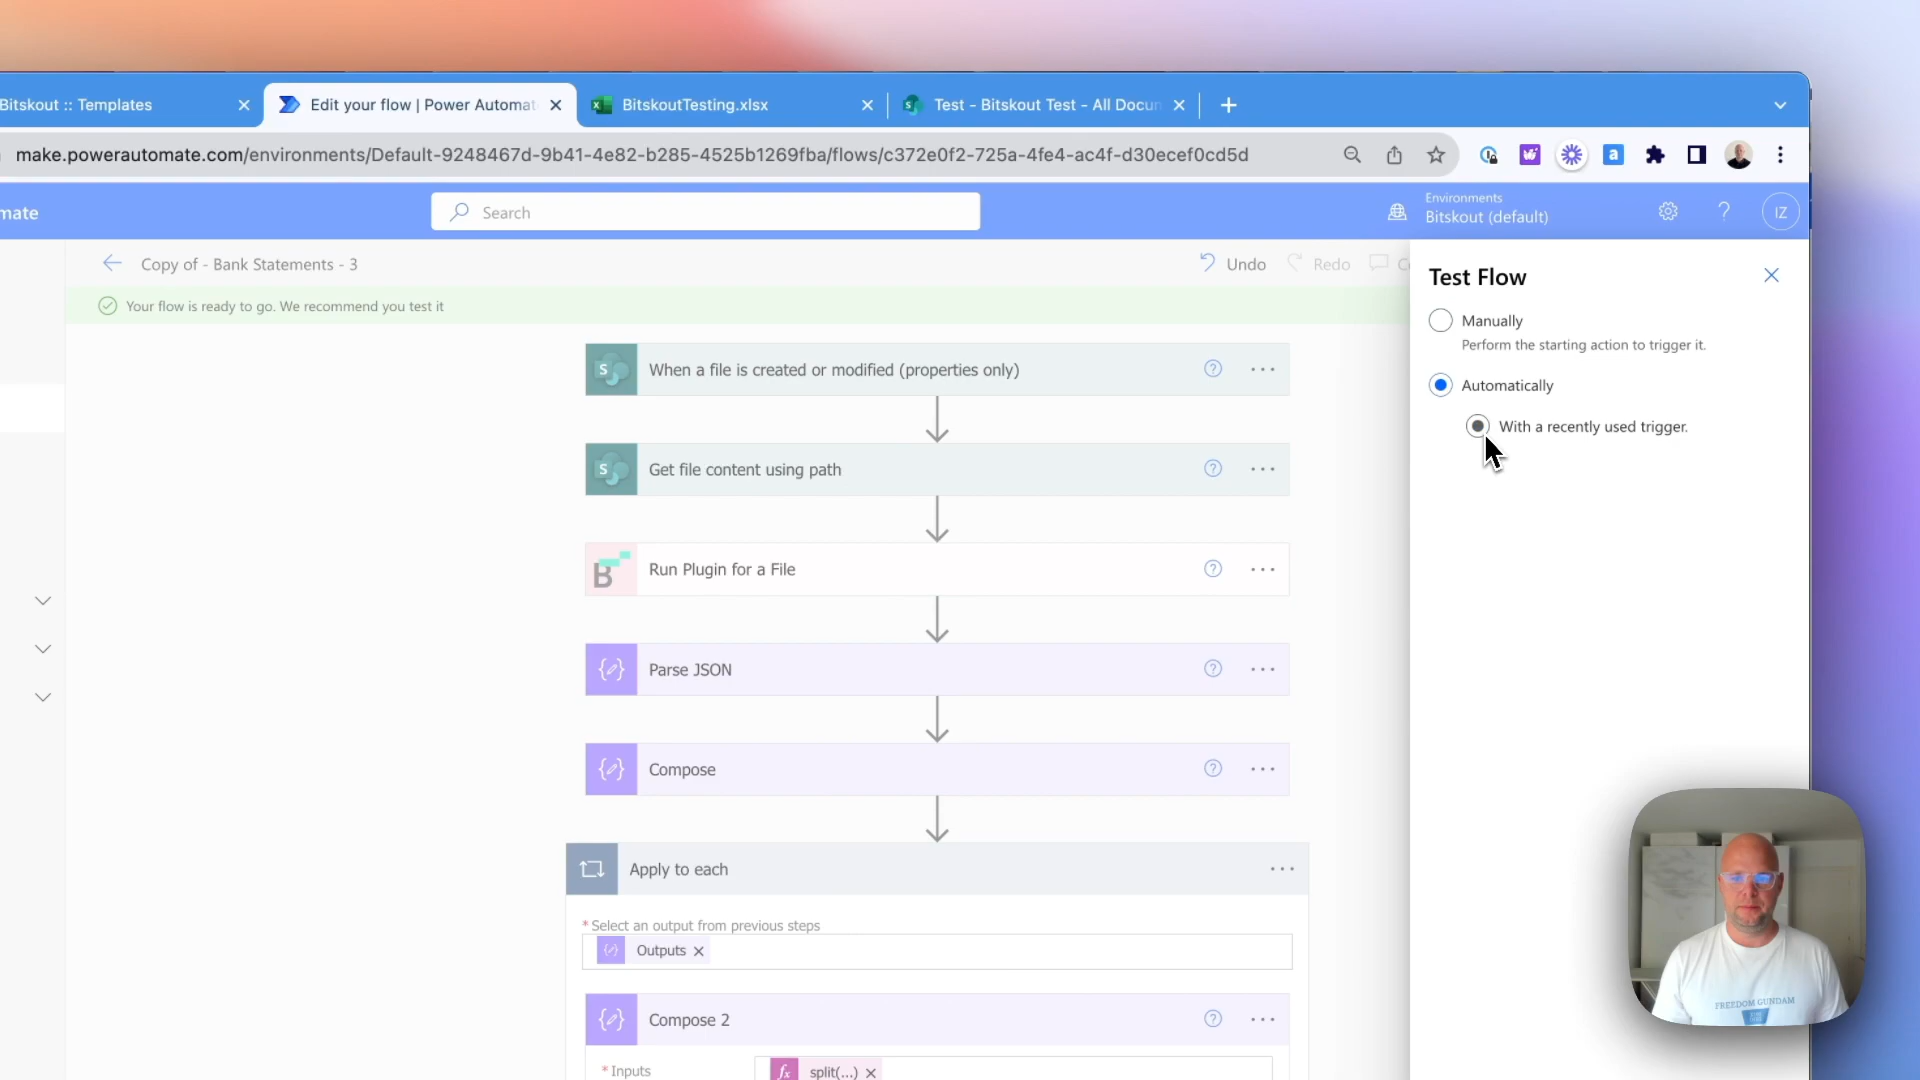 Bitskout :: Templates
Edit your flow | Power Automat
BitskoutTesting.xlsx
Test - Bitskout Test - All Docun
make.powerautomate.com/environments/Default-9248467d-9b41-4e82-b285-4525b1269fba/flows/c372e0f2-725a-4fe4-ac4f-d30ecef0cd5d
mate
Search
Environments
Bitskout (default)
IZ
Copy of - Bank Statements - 3
Undo
Redo
Your flow is ready to go. We recommend you test it
Test Flow
Manually
Perform the starting action to trigger it.
Automatically
With a recently used trigger.
When a file is created or modified (properties only)
Get file content using path
Run Plugin for a File
Parse JSON
Compose
Apply to each
* Select an output from previous steps
Outputs
Compose 2
* Inputs
split(...)
FREEDOM GUNDAM